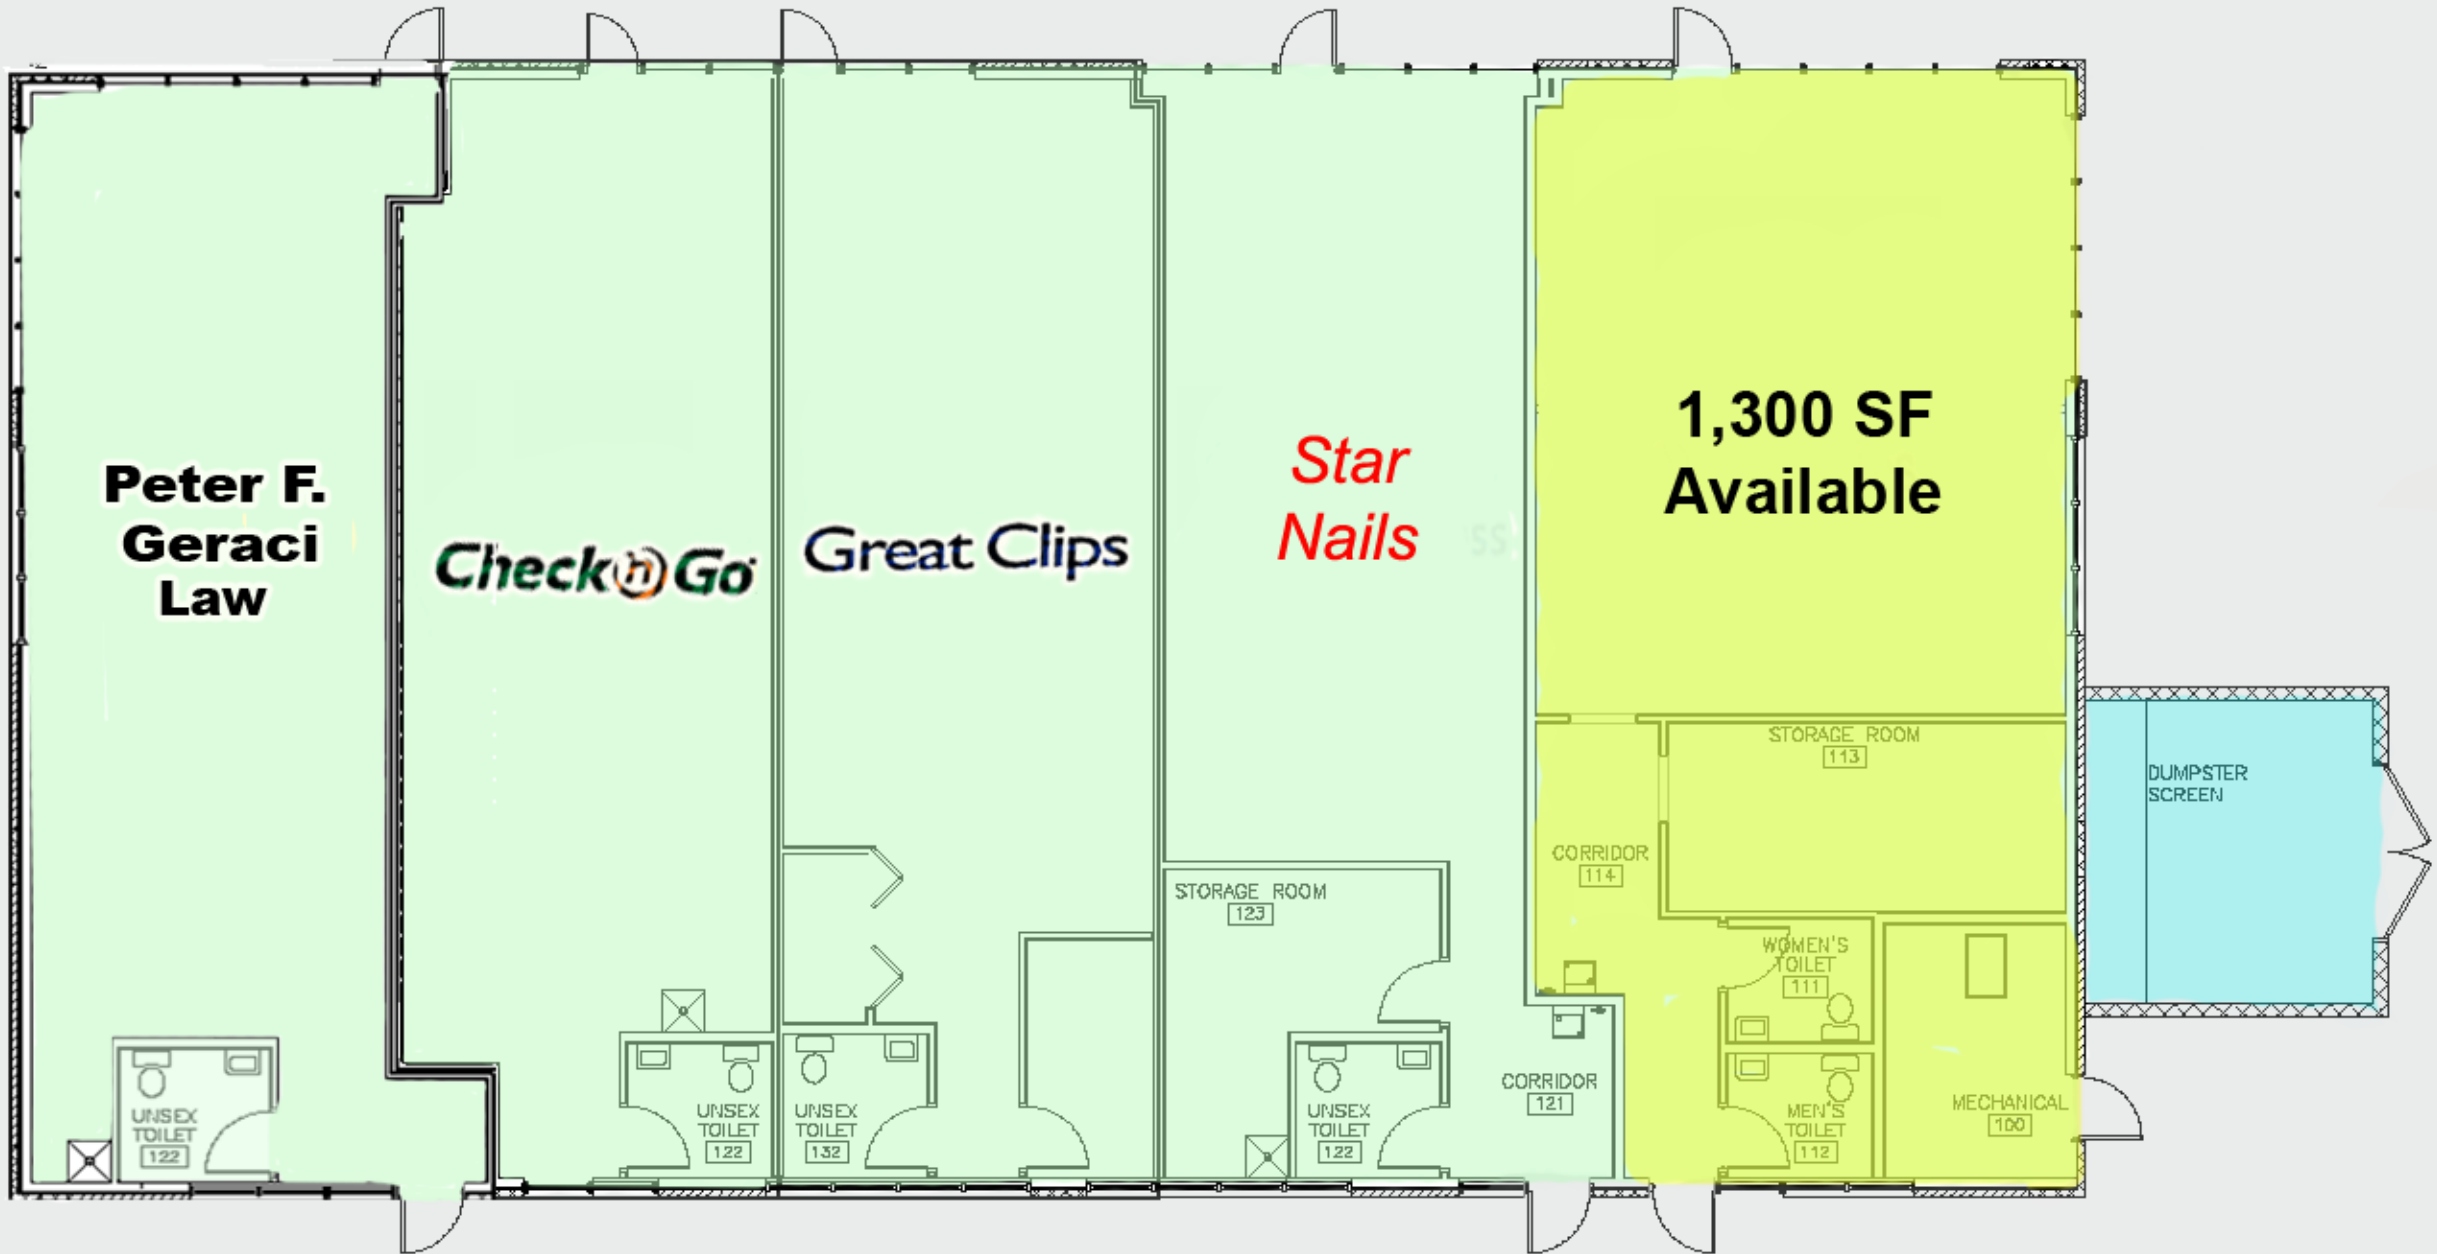 Peter F.
Geraci
Law
Check n Go
Great Clips
Star
Nails
1,300 SF
Available
STORAGE ROOM
113
DUMPSTER
SCREEN
CORRIDOR
114
STORAGE ROOM
123
WOMEN'S
TOILET
111
UNSEX
TOILET
122
UNSEX
TOILET
122
UNSEX
TOILET
132
UNSEX
TOILET
122
CORRIDOR
121
MEN'S
TOILET
112
MECHANICAL
100